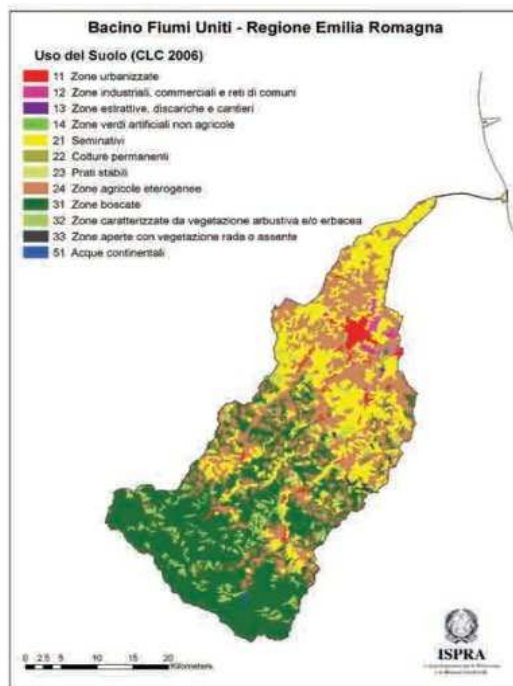 Bacino Fiumi Uniti - Regione Emilia Romagna
Uso del Suolo (CLC 2006)
11 Zone urbanizzate
12 Zone industriali, commerciali e reti di comuni
13 Zone estrattive, discariche e cantieri
14 Zone verdi artificiali non agricole
21 Seminativi
22 Colture permanenti
23 Prati stabili
24 Zone agricole eterogenee
31 Zone boscate
32 Zone caratterizzate da vegetazione arbustiva e/o erbacea
33 Zone aperte con vegetazione rada o assente
51 Acque continentali
0 2.5 5 10 15 20
Kilometers
ISPRA